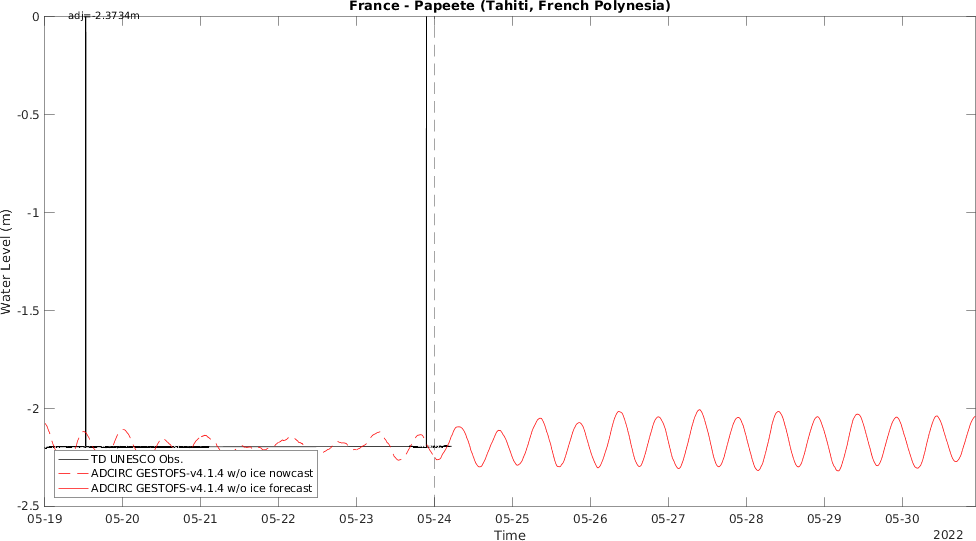 France - Papeete (Tahiti, French Polynesia)
adj=-2.3734m
0
-0.5
-1
-1.5
-2
-2.5
Water Level (m)
TD UNESCO Obs.
ADCIRC GESTOFS-v4.1.4 w/o ice nowcast
ADCIRC GESTOFS-v4.1.4 w/o ice forecast
05-19 05-20 05-21 05-22 05-23 05-24 05-25 05-26 05-27 05-28 05-29 05-30
Time
2022